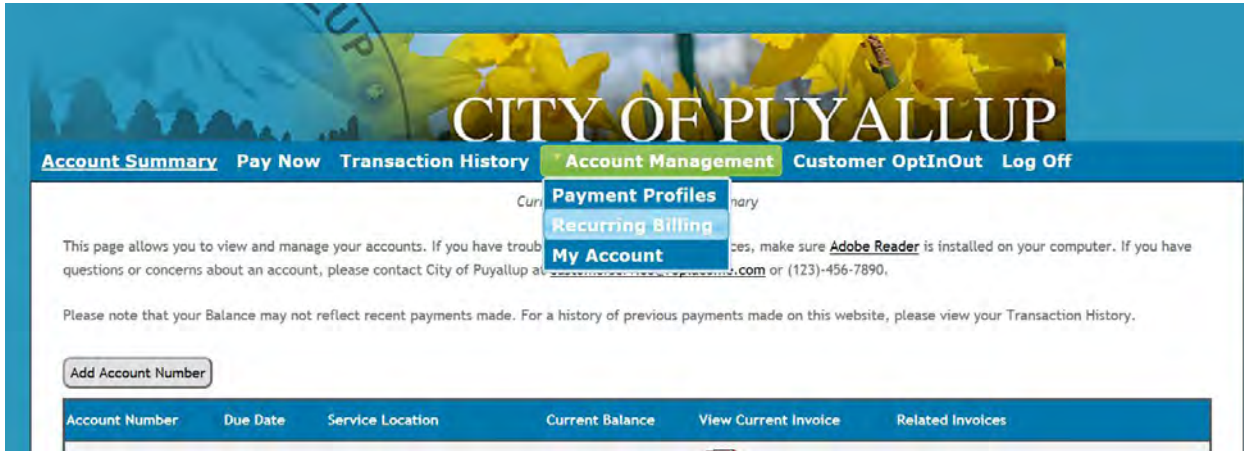 UP
CITY OF PUYALLUP
Account Summary Pay Now Transaction History Account Management Customer OptInOut Log Off
Payment Profiles
Recurring Billing
My Account
This page allows you to view and manage your accounts. If you have make sure Adobe Reader is installed on your computer. If you have
questions or concerns about an account, please contact City of Puyallup at or (123)-456-7890.
Please note that your Balance may not reflect recent payments made. For a history of previous payments made on this website, please view your Transaction History.
Add Account Number
Account Number Due Date Service Location Current Balance View Current Invoice Related Invoices